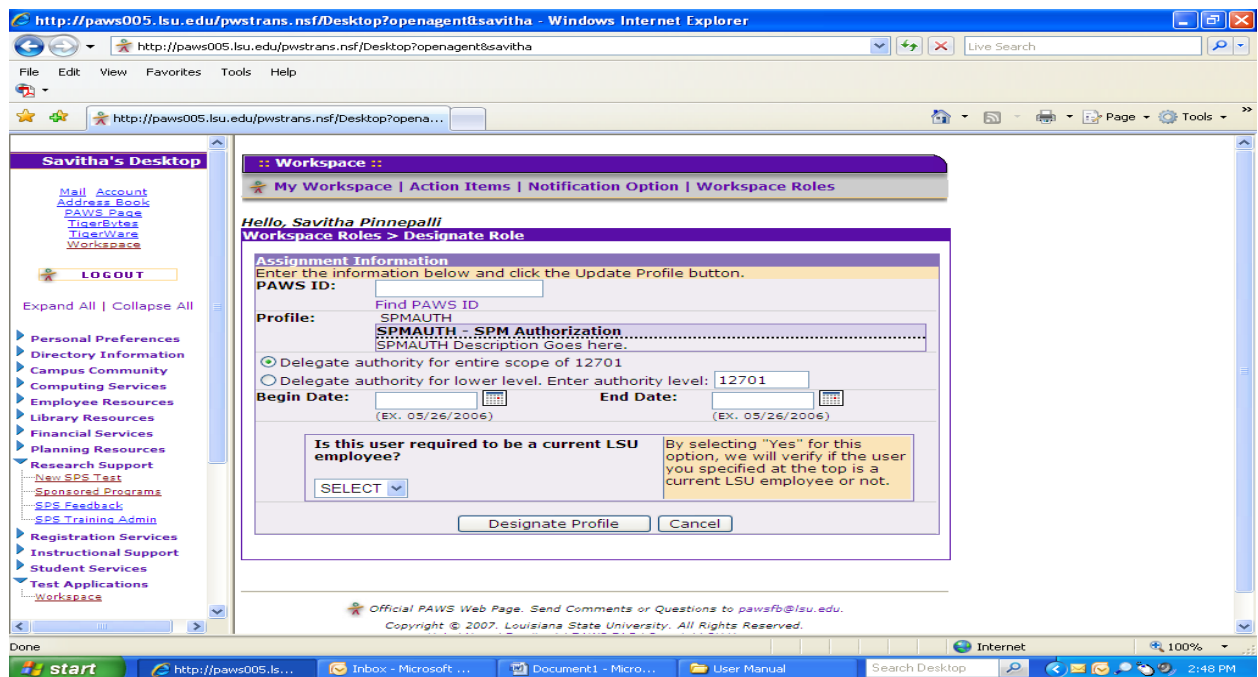 http://paws005.lsu.edu/pwstrans.nsf/Desktop?openagent&savitha - Windows Internet Explorer
http://paws005.lsu.edu/pwstrans.nsf/Desktop?openagent&savitha
Live Search
File Edit View Favorites Tools Help
http://paws005.lsu.edu/pwstrans.nsf/Desktop?opena...
Page Tools
Savitha's Desktop
Mail Account
Address Book
PAWS Page
TigerBytes
TigerWare
Workspace
LOGOUT
Expand All | Collapse All
Personal Preferences
Directory Information
Campus Community
Computing Services
Employee Resources
Library Resources
Financial Services
Planning Resources
Research Support
New SPS Test
Sponsored Programs
SPS Feedback
SPS Training Admin
Registration Services
Instructional Support
Student Services
Test Applications
Workspace
:: Workspace ::
My Workspace | Action Items | Notification Option | Workspace Roles
Hello, Savitha Pinnepalli
Workspace Roles > Designate Role
Assignment Information
Enter the information below and click the Update Profile button.
PAWS ID:
Find PAWS ID
Profile: SPMAUTH
SPMAUTH - SPM Authorization
SPMAUTH Description Goes here.
Delegate authority for entire scope of 12701
Delegate authority for lower level. Enter authority level: 12701
Begin Date: End Date:
(EX. 05/26/2006) (EX. 05/26/2006)
Is this user required to be a current LSU
employee?
SELECT
By selecting "Yes" for this
option, we will verify if the user
you specified at the top is a
current LSU employee or not.
Designate Profile Cancel
Official PAWS Web Page. Send Comments or Questions to pawsfb@lsu.edu.
Copyright © 2007. Louisiana State University. All Rights Reserved.
Done Internet 100%
start http://paws005.ls... Inbox - Microsoft ... Document1 - Micro... User Manual Search Desktop 2:48 PM